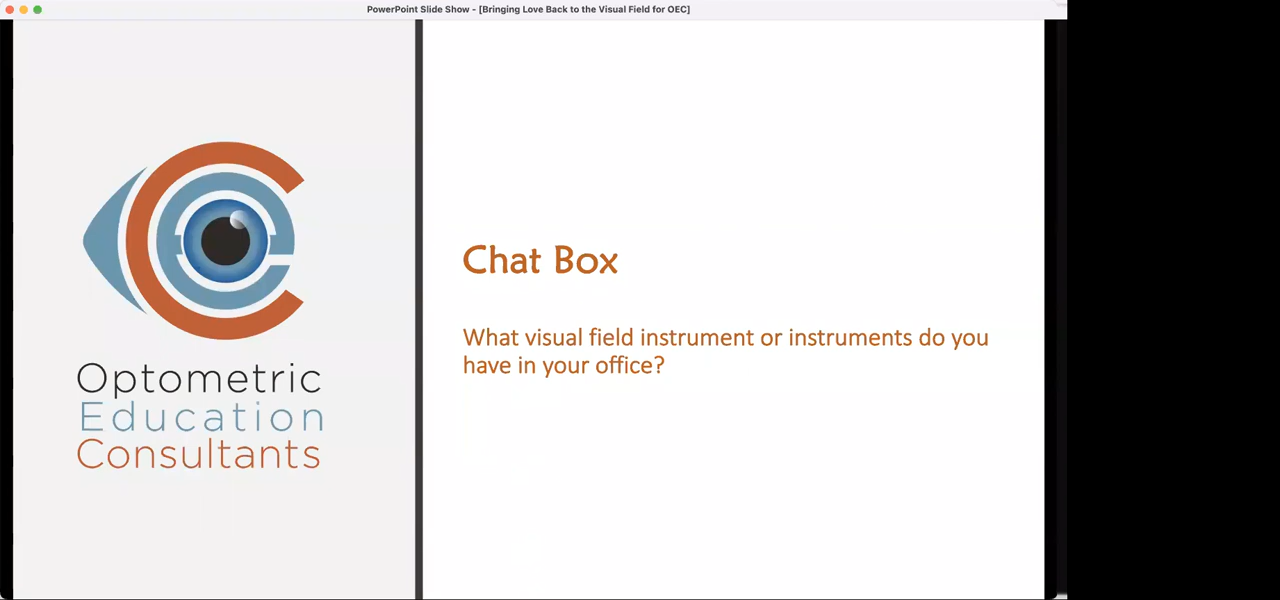 PowerPoint Slide Show - [Bringing Love Back to the Visual Field for OEC]
Optometric
Education
Consultants
Chat Box
What visual field instrument or instruments do you
have in your office?